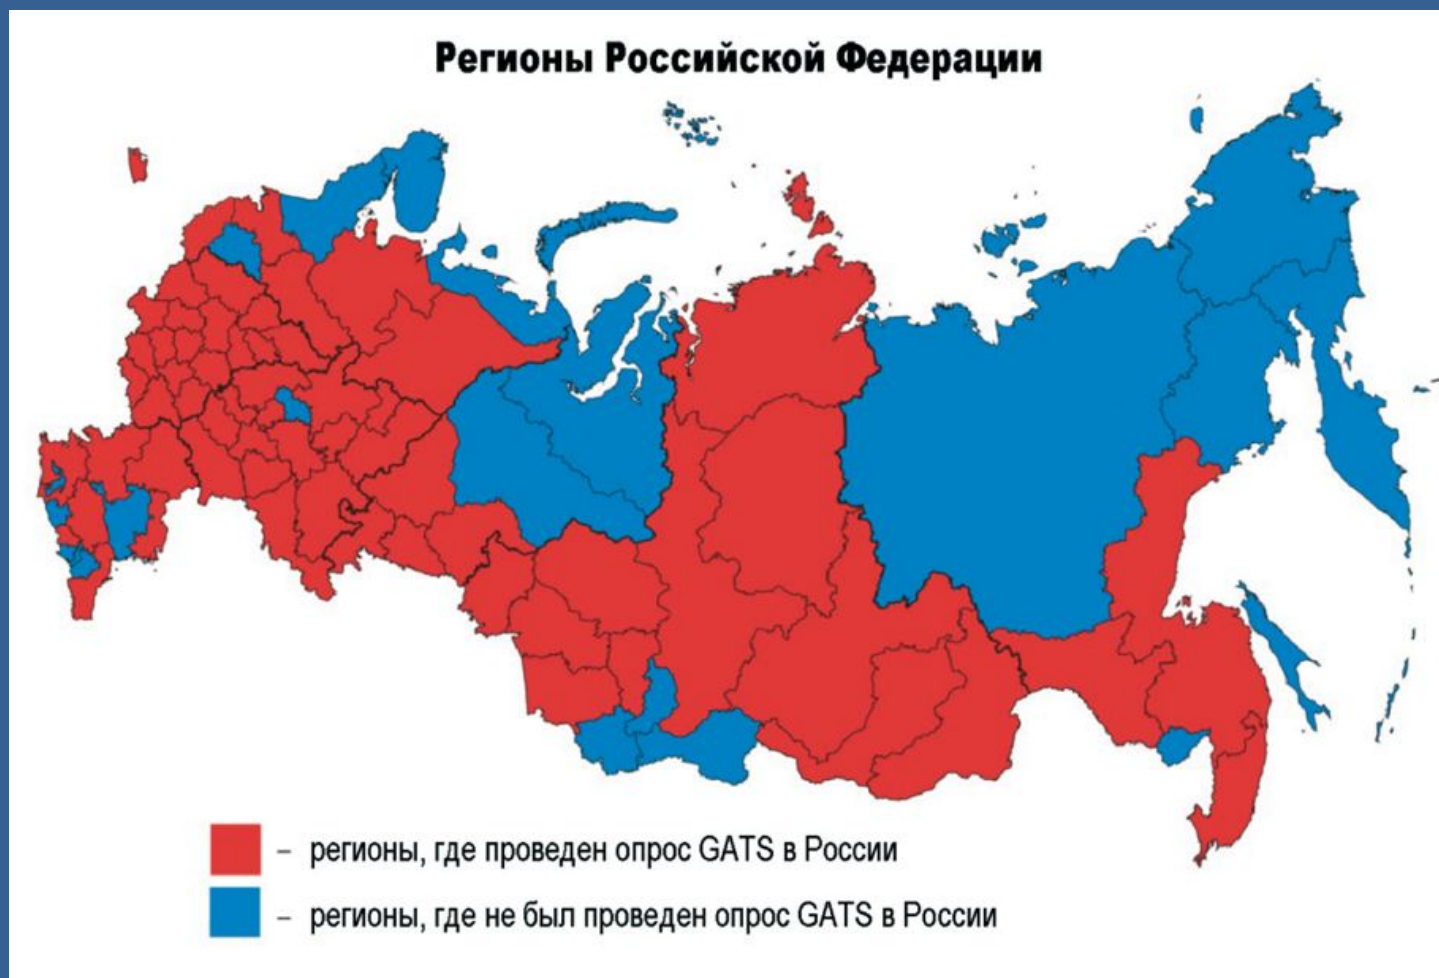 Регионы Российской Федерации
– регионы, где проведен опрос GATS в России
– регионы, где не был проведен опрос GATS в России